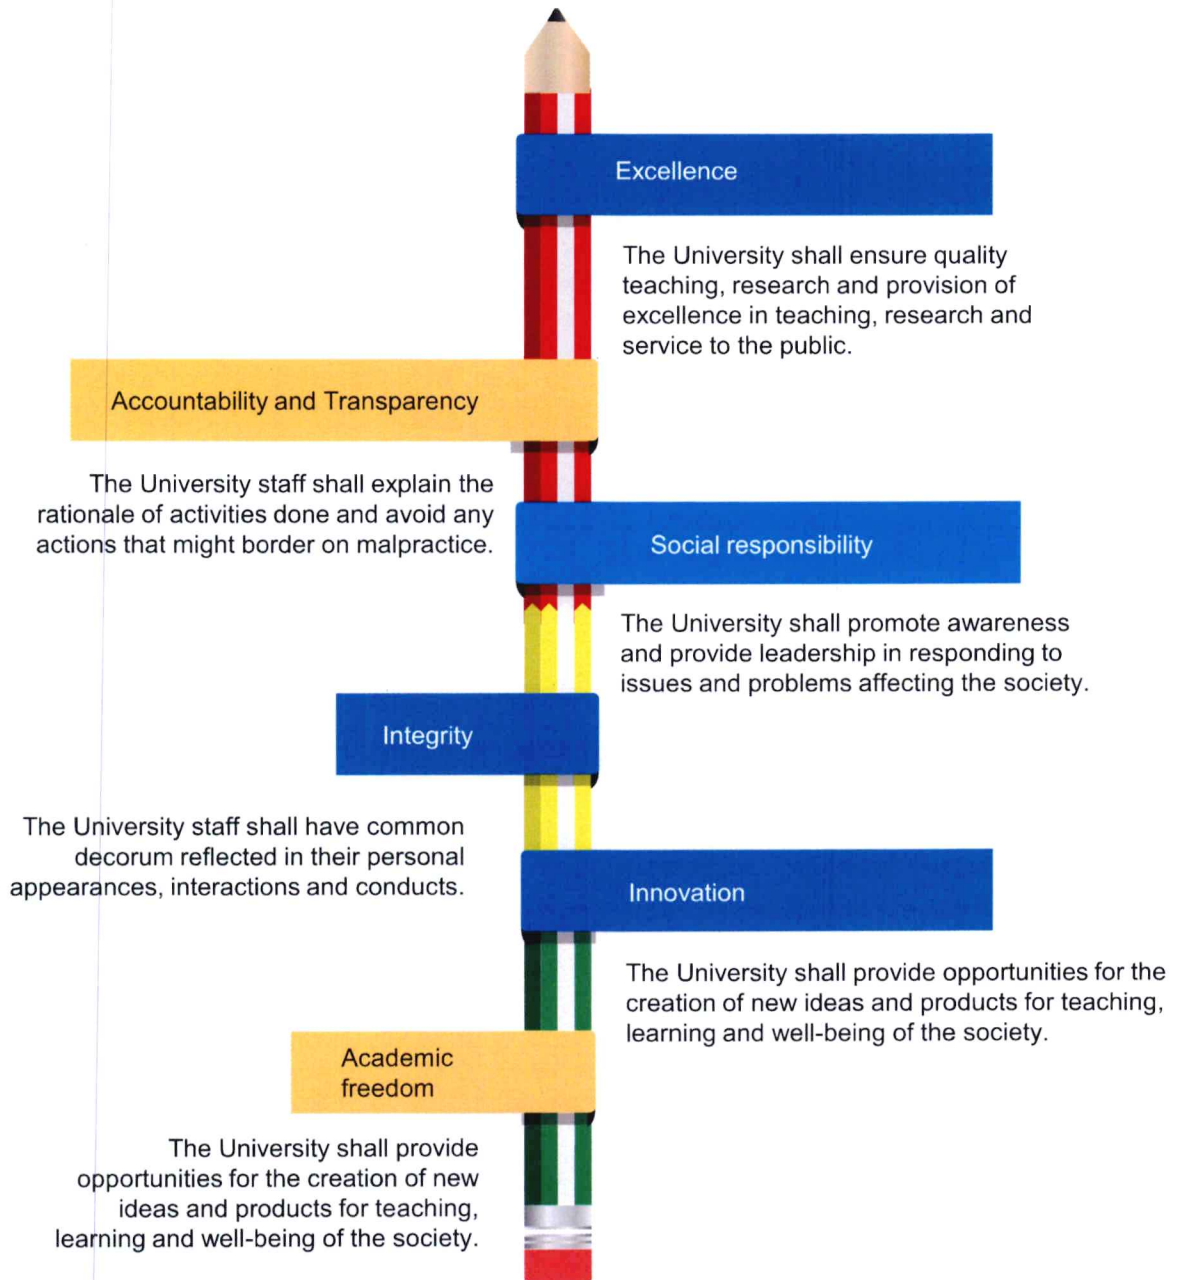 Excellence
The University shall ensure quality
teaching, research and provision of
excellence in teaching, research and
service to the public.
Accountability and Transparency
The University staff shall explain the
rationale of activities done and avoid any
actions that might border on malpractice.
Social responsibility
The University shall promote awareness
and provide leadership in responding to
issues and problems affecting the society.
Integrity
The University staff shall have common
decorum reflected in their personal
appearances, interactions and conducts.
Innovation
The University shall provide opportunities for the
creation of new ideas and products for teaching,
learning and well-being of the society.
Academic
freedom
The University shall provide
opportunities for the creation of new
ideas and products for teaching,
learning and well-being of the society.